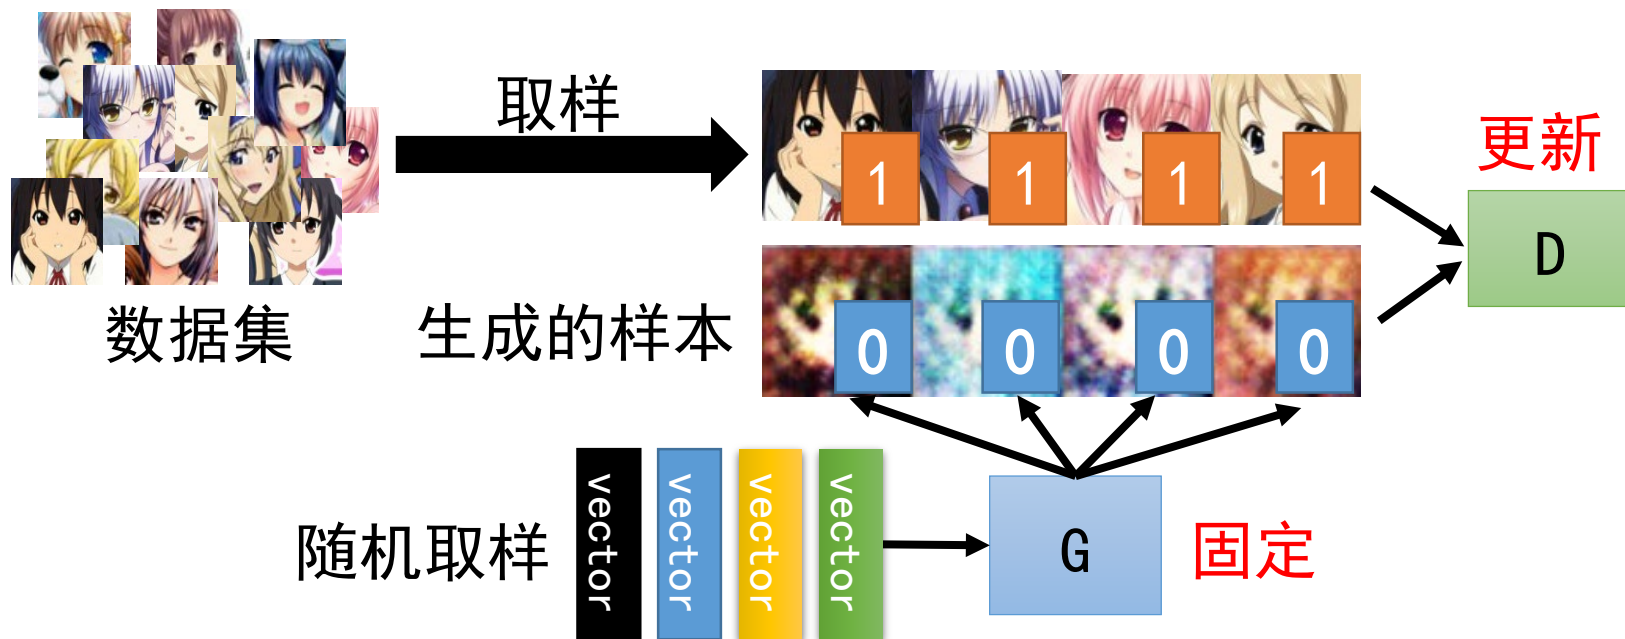 取样
更新
1 1 1 1
D
数据集
生成的样本
0 0 0 0
随机取样
vector
vector
vector
vector
G
固定